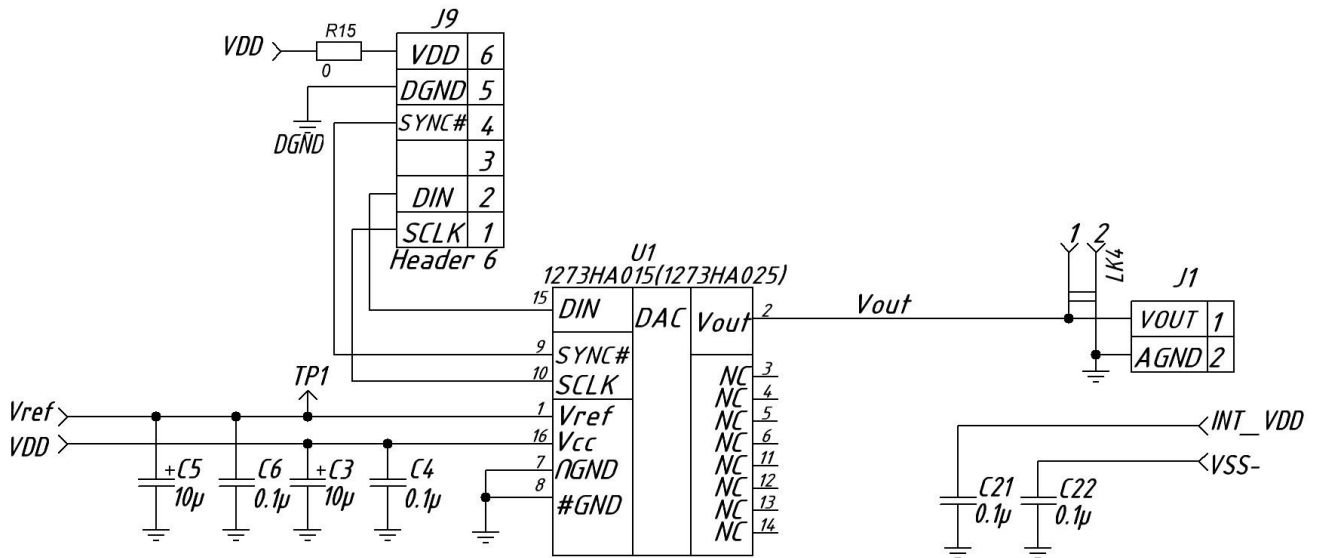 J9
R15
VDD
0
VDD 6
DGND 5
SYNC# 4
3
DIN 2
SCLK 1
DGND
Header 6
U1
1273HA015(1273HA025)
15 DIN
DAC
Vout 2
Vout
9 SYNC#
10 SCLK
1 2
LK4
J1
VOUT 1
AGND 2
TP1
Vref
1 Vref
VDD
16 Vcc
7 ∩GND
8 #GND
NC 3
NC 4
NC 5
NC 6
NC 11
NC 12
NC 13
NC 14
+C5
10µ
C6
0.1µ
+C3
10µ
C4
0.1µ
INT_VDD
VSS-
C21
0.1µ
C22
0.1µ